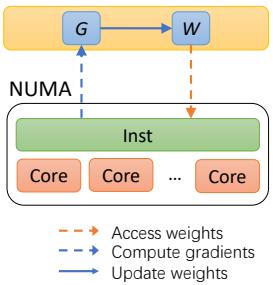 G W
NUMA
Inst
Core Core ... Core
Access weights
Compute gradients
Update weights